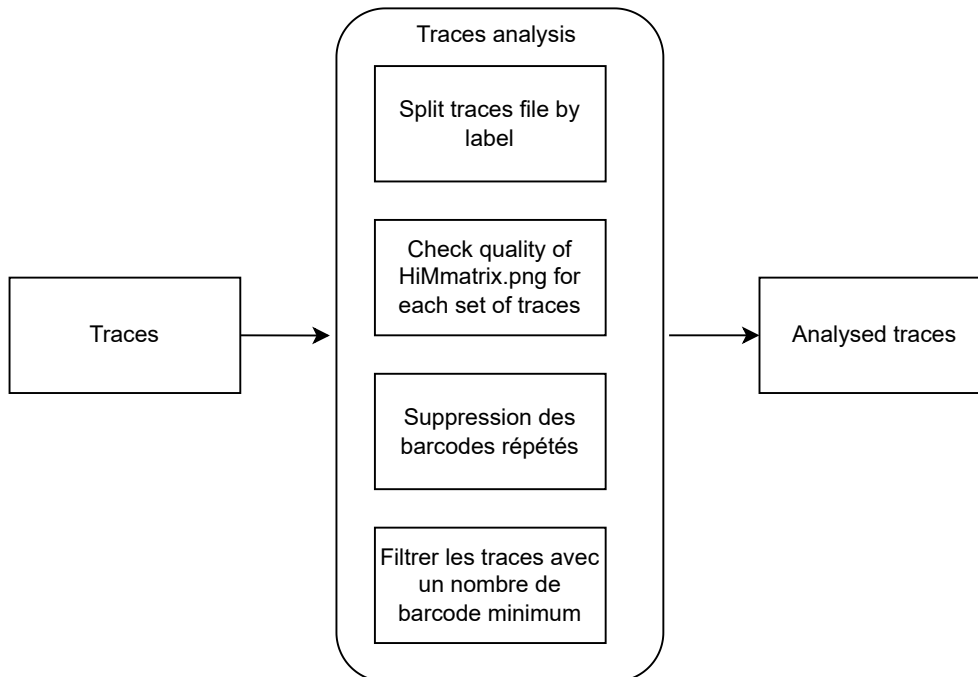 Traces analysis
Split traces file by
label
Check quality of
HiMmatrix.png for
each set of traces
Traces
Analysed traces
Suppression des
barcodes répétés
Filtrer les traces avec
un nombre de
barcode minimum